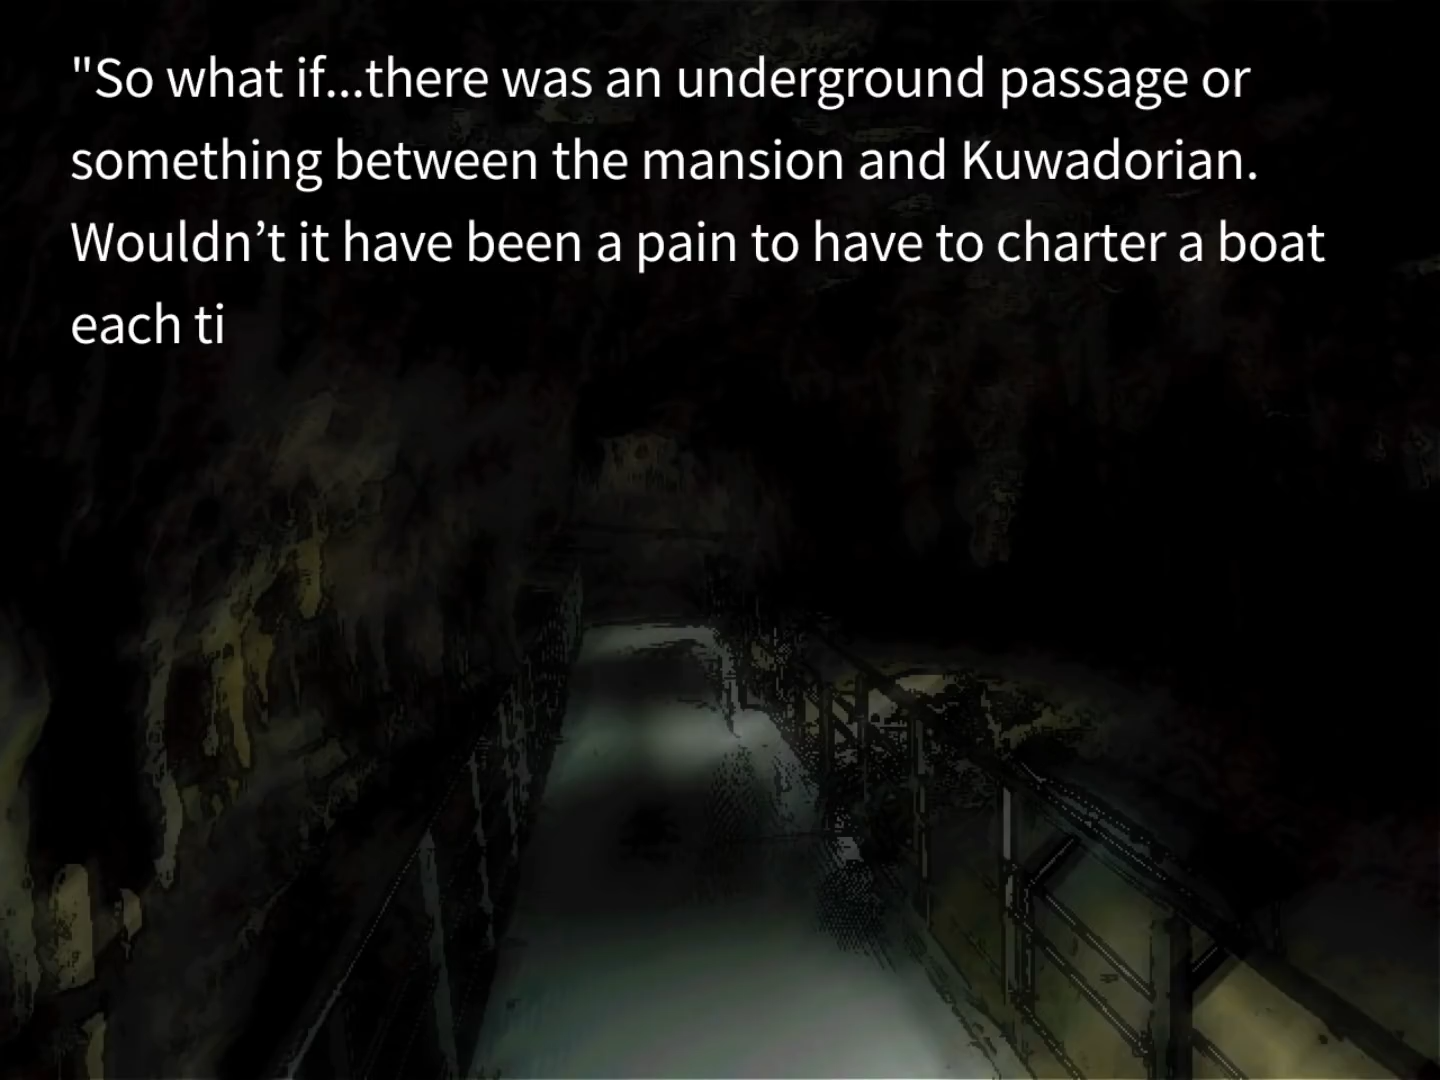 "So what if...there was an underground passage or
something between the mansion and Kuwadorian.
Wouldn’t it have been a pain to have to charter a boat
each ti